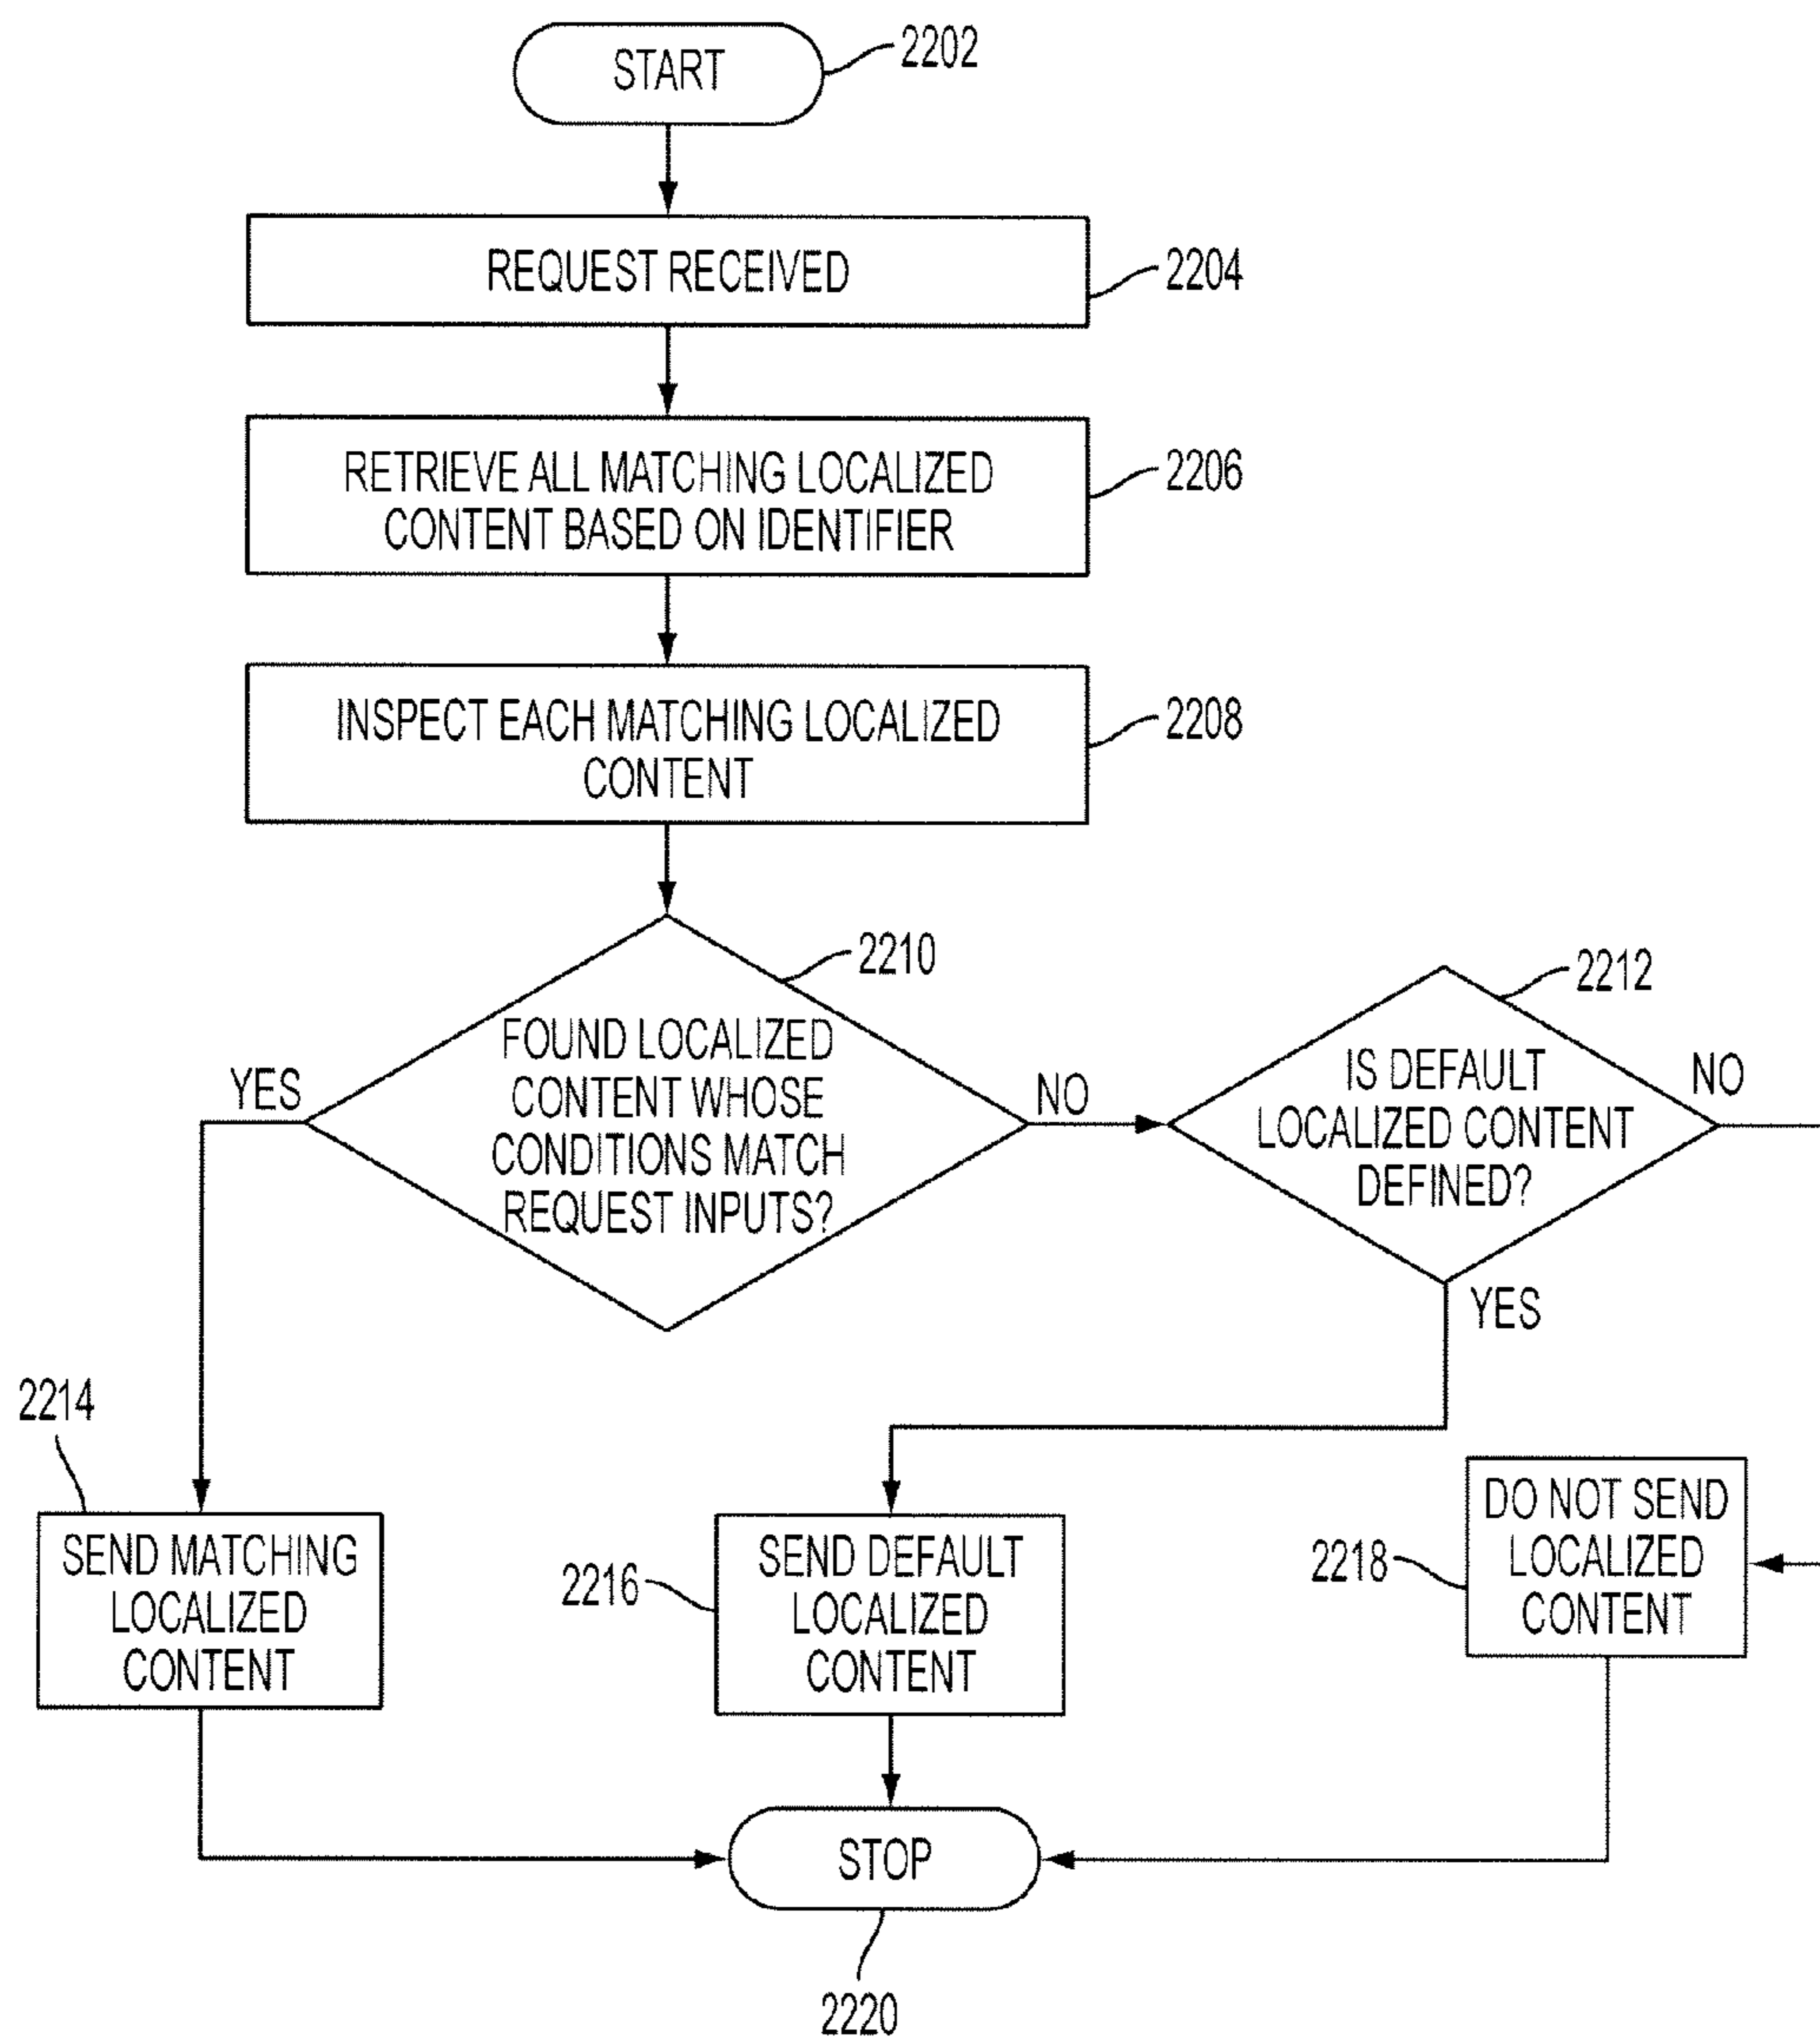 START
2202
REQUEST RECEIVED
2204
RETRIEVE ALL MATCHING LOCALIZED
CONTENT BASED ON IDENTIFIER
2206
INSPECT EACH MATCHING LOCALIZED
CONTENT
2208
2210
FOUND LOCALIZED
CONTENT WHOSE
CONDITIONS MATCH
REQUEST INPUTS?
YES
NO
2212
IS DEFAULT
LOCALIZED CONTENT
DEFINED?
NO
YES
2214
SEND MATCHING
LOCALIZED
CONTENT
2216
SEND DEFAULT
LOCALIZED
CONTENT
2218
DO NOT SEND
LOCALIZED
CONTENT
STOP
2220